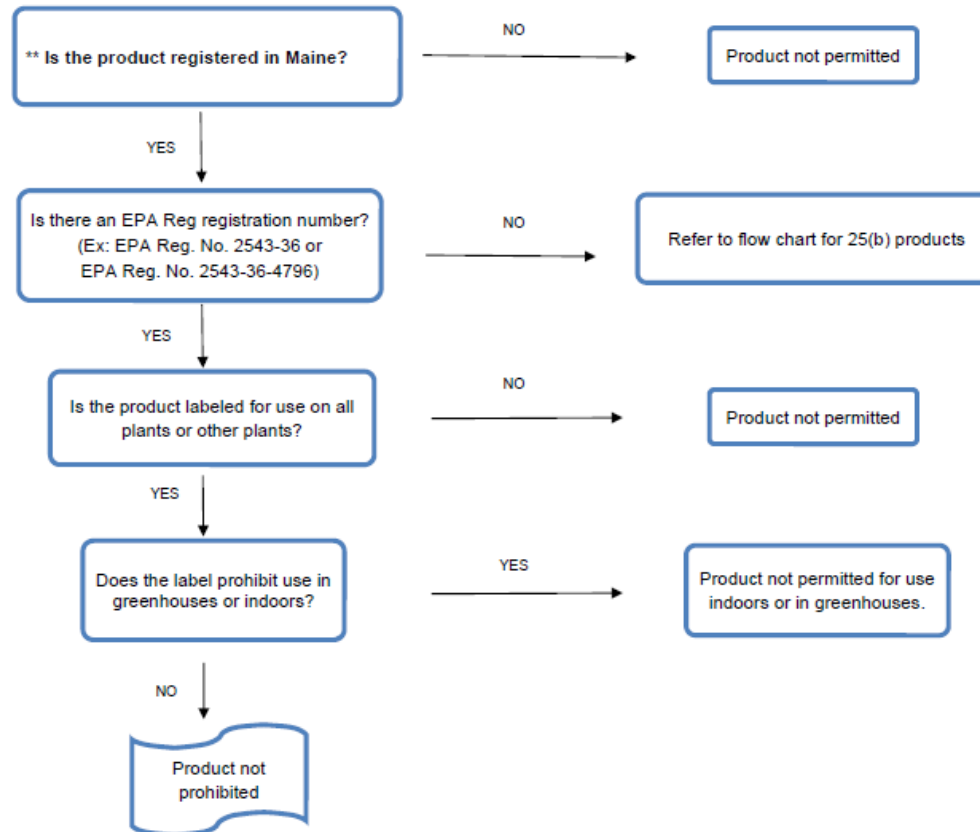 NO
** Is the product registered in Maine?
Product not permitted
YES
Is there an EPA Reg registration number?
(Ex: EPA Reg. No. 2543-36 or
EPA Reg. No. 2543-36-4796)
NO
Refer to flow chart for 25(b) products
YES
Is the product labeled for use on all
plants or other plants?
NO
Product not permitted
YES
Does the label prohibit use in
greenhouses or indoors?
YES
Product not permitted for use
indoors or in greenhouses.
NO
Product not
prohibited